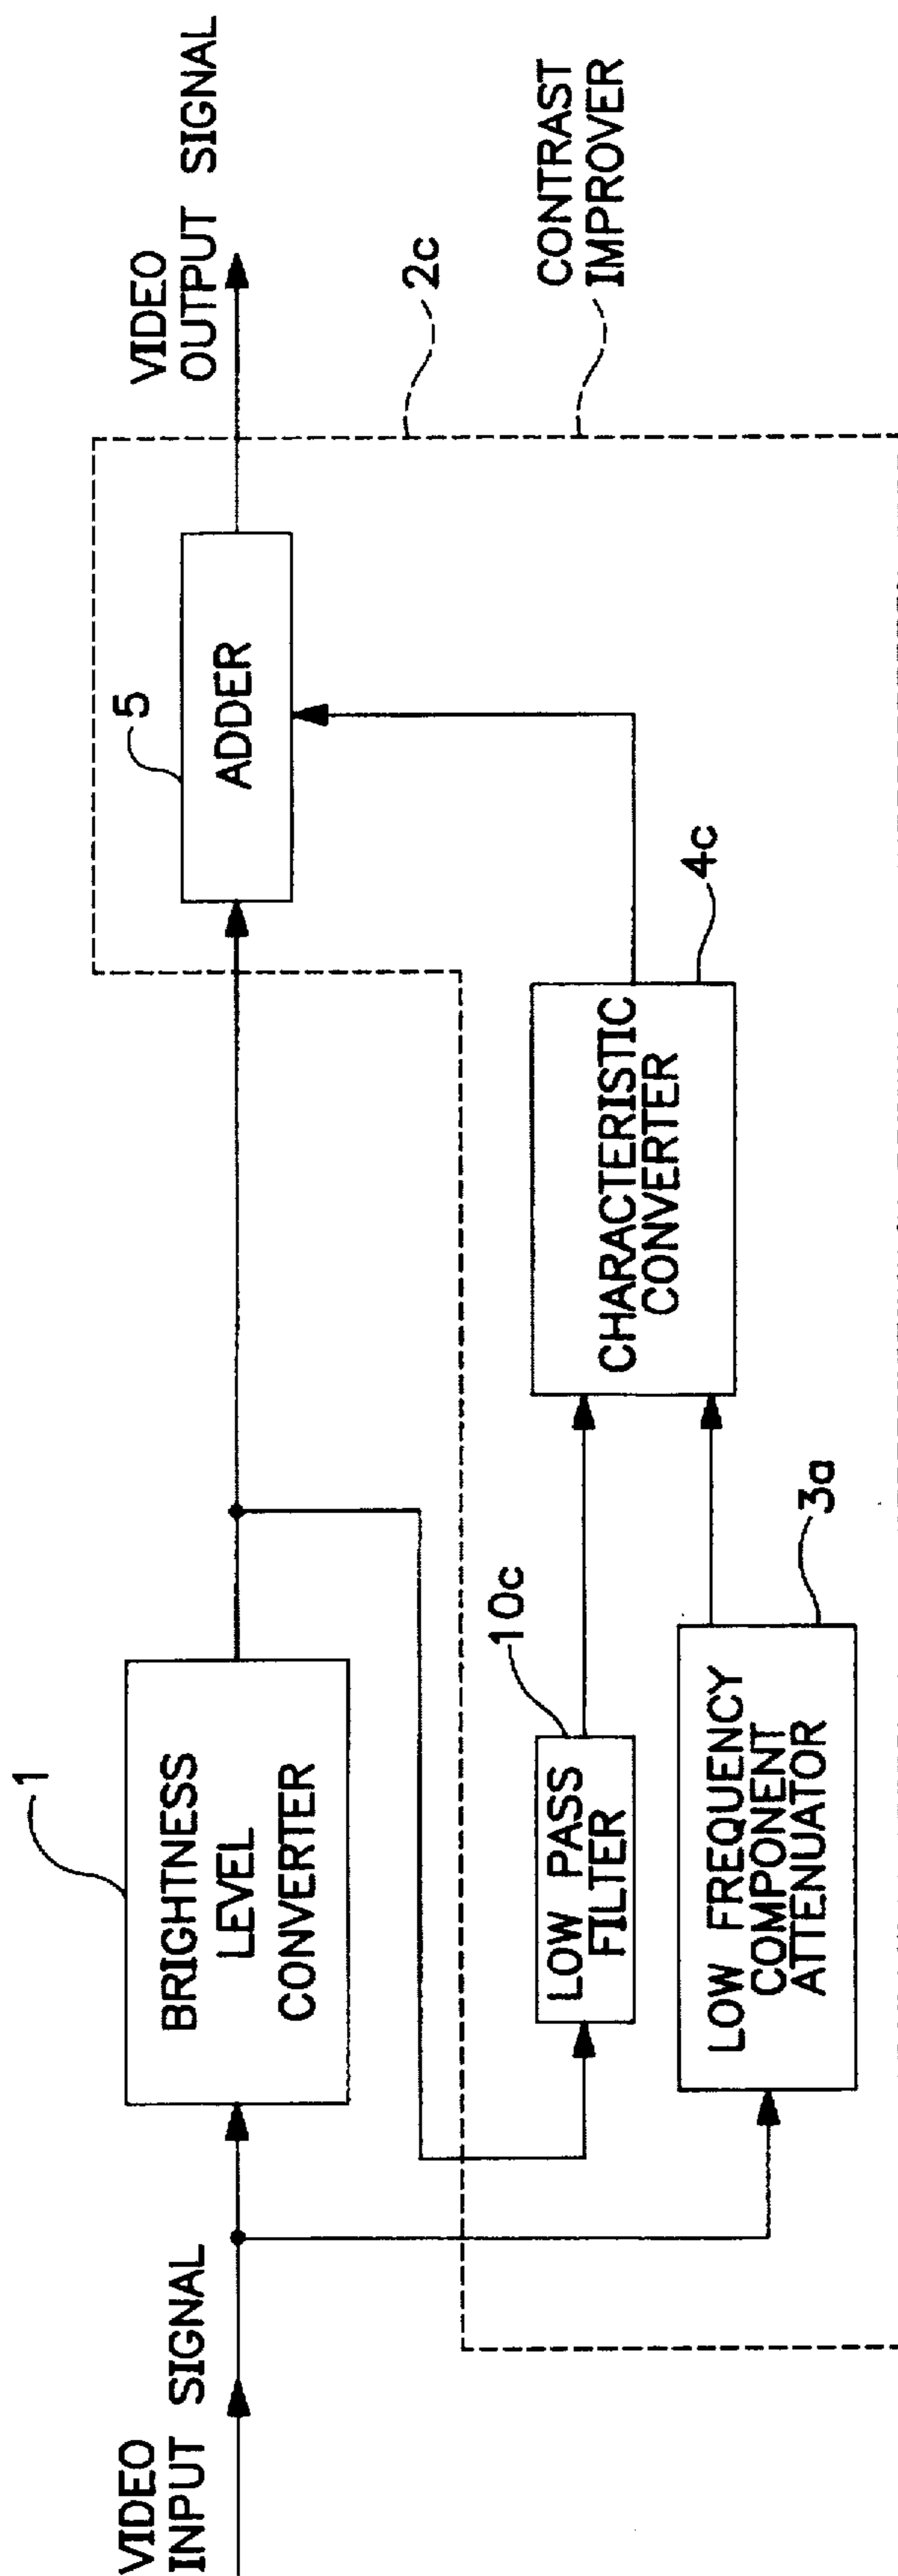 VIDEO
INPUT SIGNAL
1
BRIGHTNESS
LEVEL
CONVERTER
5
ADDER
VIDEO
OUTPUT SIGNAL
2c
CONTRAST
IMPROVER
10c
LOW PASS
FILTER
LOW FREQUENCY
COMPONENT
ATTENUATOR
3a
CHARACTERISTIC
CONVERTER
4c